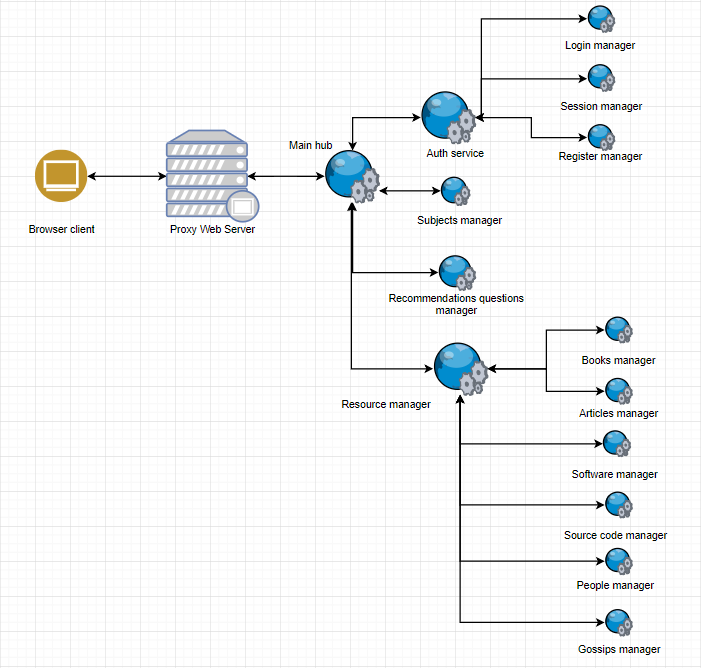 Login manager
Session manager
Main hub
Auth service
Register manager
Browser client
Proxy Web Server
Subjects manager
Recommendations questions
manager
Books manager
Resource manager
Articles manager
Software manager
Source code manager
People manager
Gossips manager